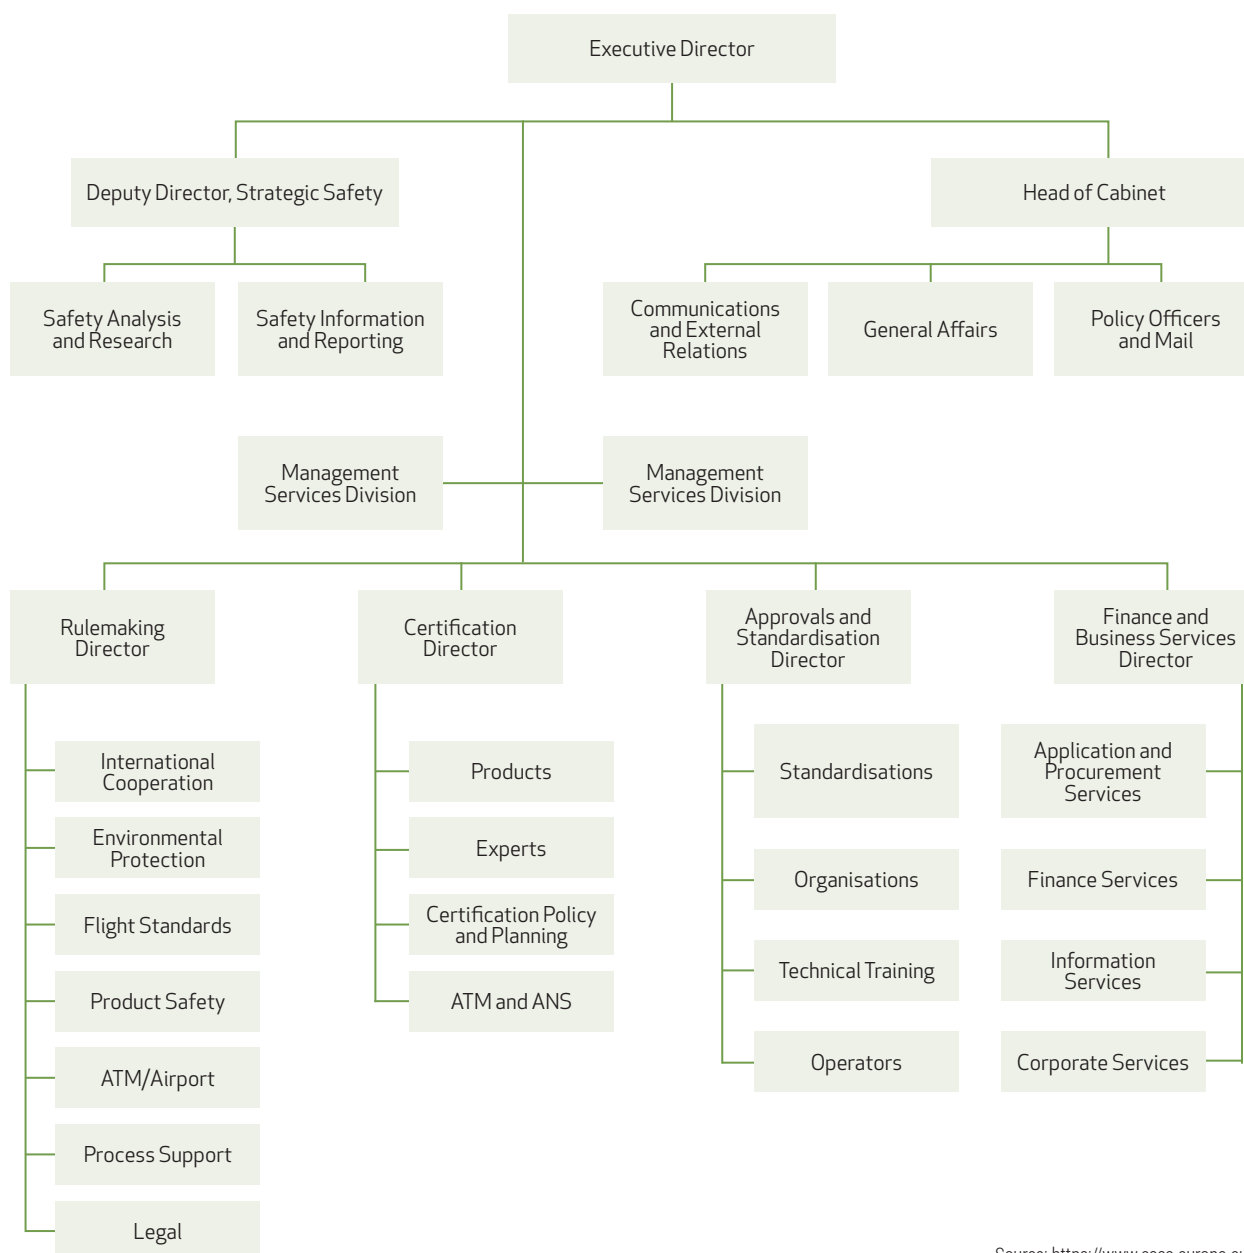 Executive Director
Deputy Director, Strategic Safety
Head of Cabinet
Safety Analysis
and Research
Safety Information
and Reporting
Communications
and External
Relations
General Affairs
Policy Officers
and Mail
Management
Services Division
Management
Services Division
Rulemaking
Director
Certification
Director
Approvals and
Standardisation
Director
Finance and
Business Services
Director
International
Cooperation
Environmental
Protection
Flight Standards
Product Safety
ATM/Airport
Process Support
Legal
Products
Experts
Certification Policy
and Planning
ATM and ANS
Standardisations
Organisations
Technical Training
Operators
Application and
Procurement
Services
Finance Services
Information
Services
Corporate Services